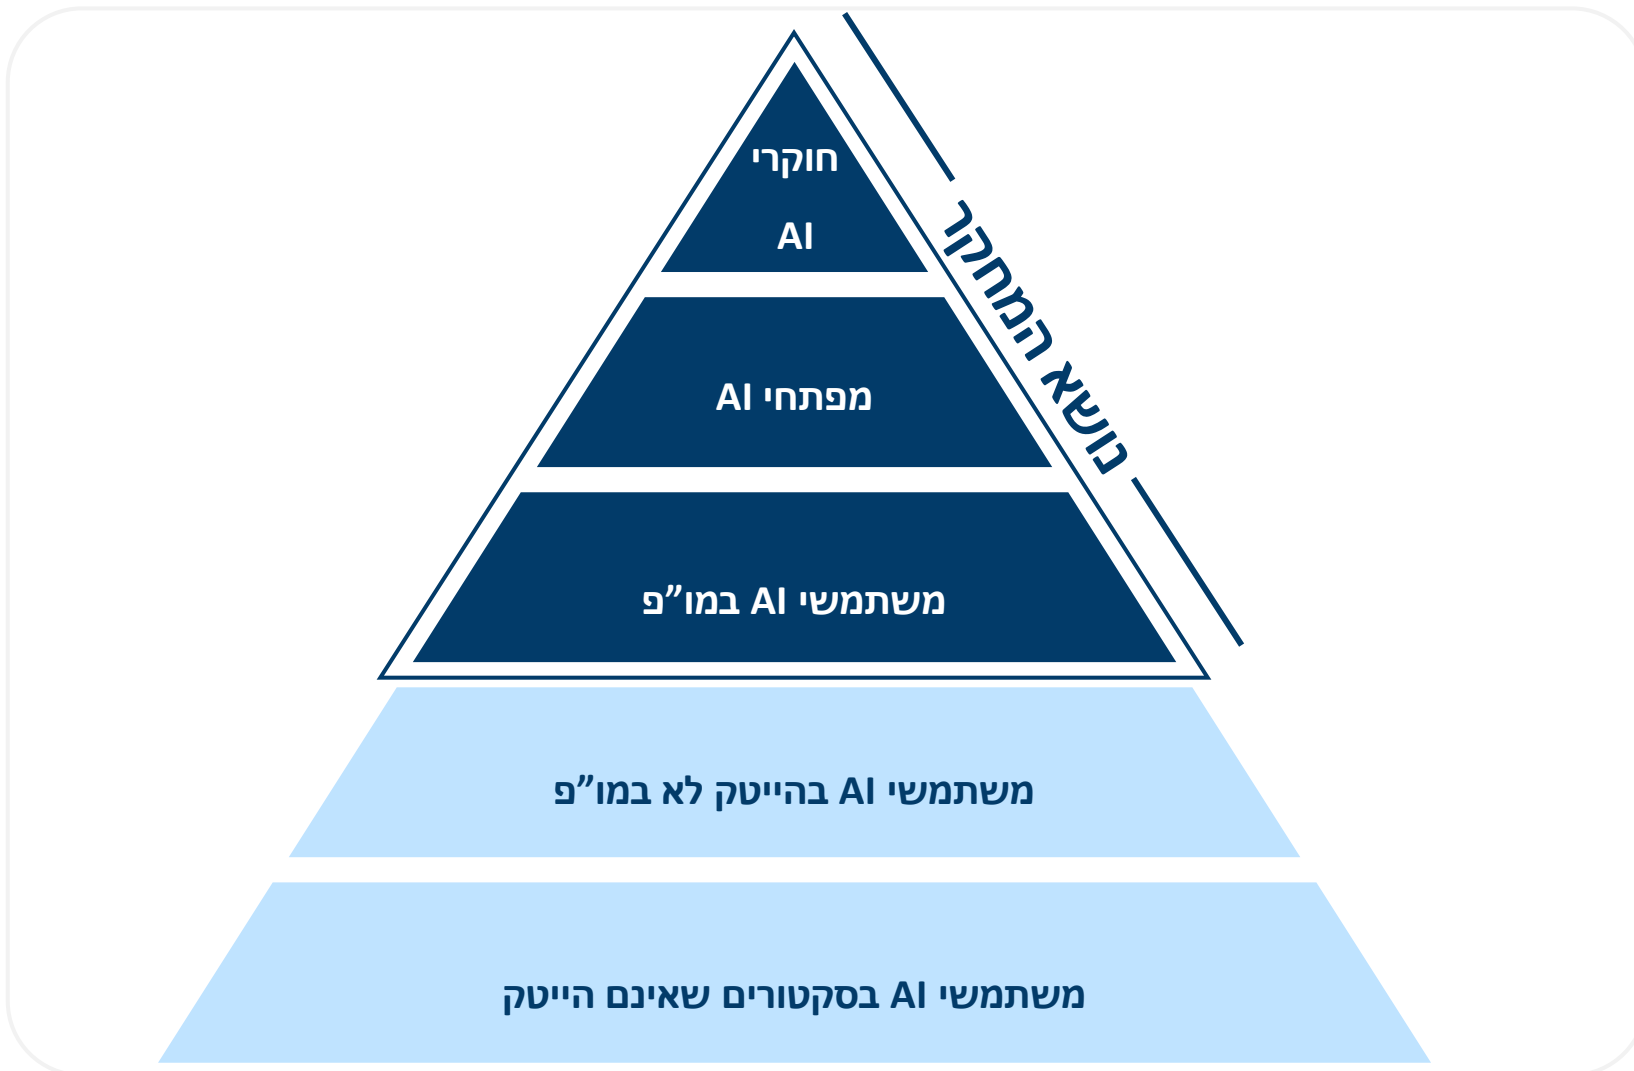 חוקרי
AI
נושא המחקר
מפתחי AI
משתמשי AI במו”פ
משתמשי AI בהייטק לא במו”פ
משתמשי AI בסקטורים שאינם הייטק